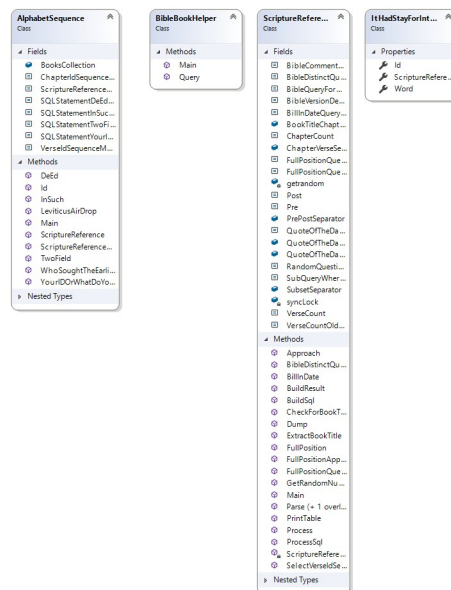 AlphabetSequence
Class
Fields
BooksCollection
ChapterIdSequence...
ScriptureReference...
SQLStatementDeEd...
SQLStatementInSuc...
SQLStatementTwoFi...
SQLStatementYourI...
VerseIdSequenceM...
Methods
DeEd
Id
InSuch
LeviticusAirDrop
Main
ScriptureReference
ScriptureReference...
TwoField
WhoSoughtTheEarli...
YourIDOrWhatDoYo...
Nested Types
BibleBookHelper
Class
Methods
Main
Query
ScriptureRefere...
Class
Fields
BibleComment...
BibleDistinctQu...
BibleQueryFor...
BibleVersionDe...
BillInDateQuery...
BookTitleChapt...
ChapterCount
ChapterVerseSe...
FullPositionQue...
FullPositionQue...
getrandom
Post
Pre
PrePostSeparator
QuoteOfTheDa...
QuoteOfTheDa...
QuoteOfTheDa...
RandomQuesti...
SubQueryWher...
SubsetSeparator
syncLock
VerseCount
VerseCountOld...
Methods
Approach
BibleDistinctQu...
BillInDate
BuildResult
BuildSql
CheckForBookT...
Dump
ExtractBookTitle
FullPosition
FullPositionApp...
FullPositionQue...
GetRandomNu...
Main
Parse (+ 1 overl...
PrintTable
Process
ProcessSql
ScriptureRefere...
SelectVerseIdSe...
Nested Types
ItHadStayForInt...
Class
Properties
Id
ScriptureRefere...
Word